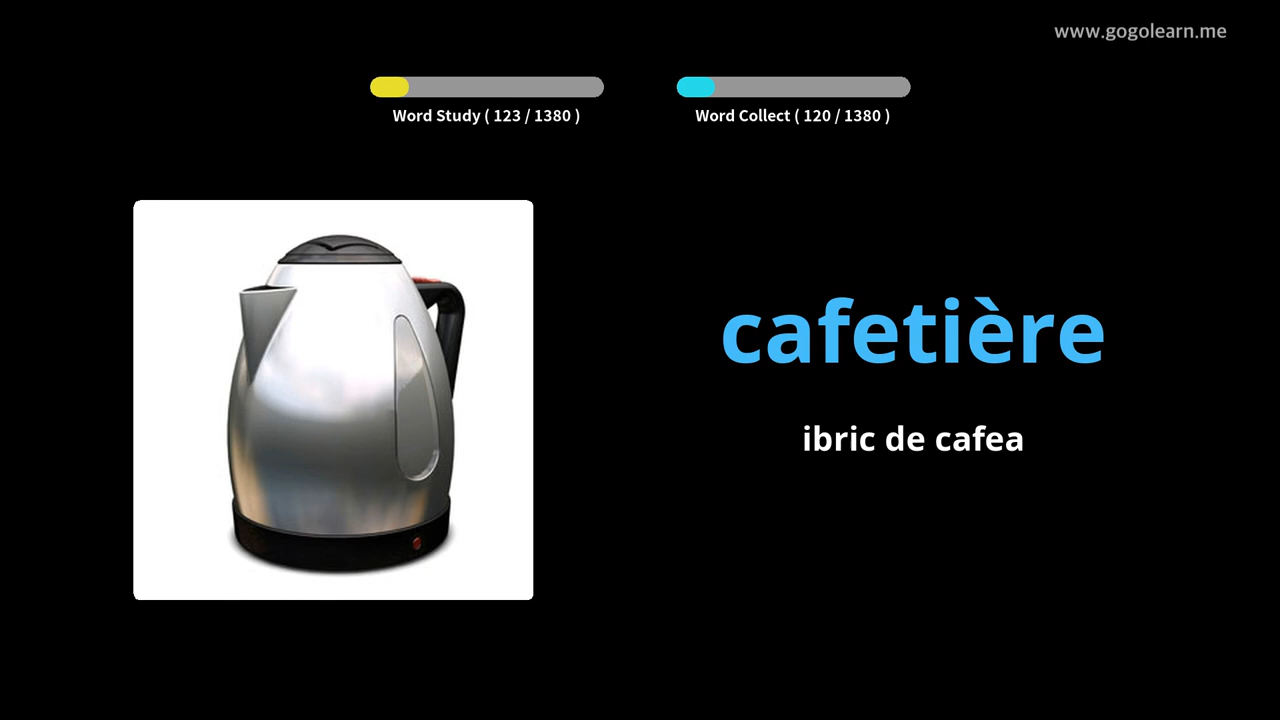 www.gogolearn.me
Word Study ( 123 / 1380 )
Word Collect ( 120 / 1380 )
cafetière
ibric de cafea